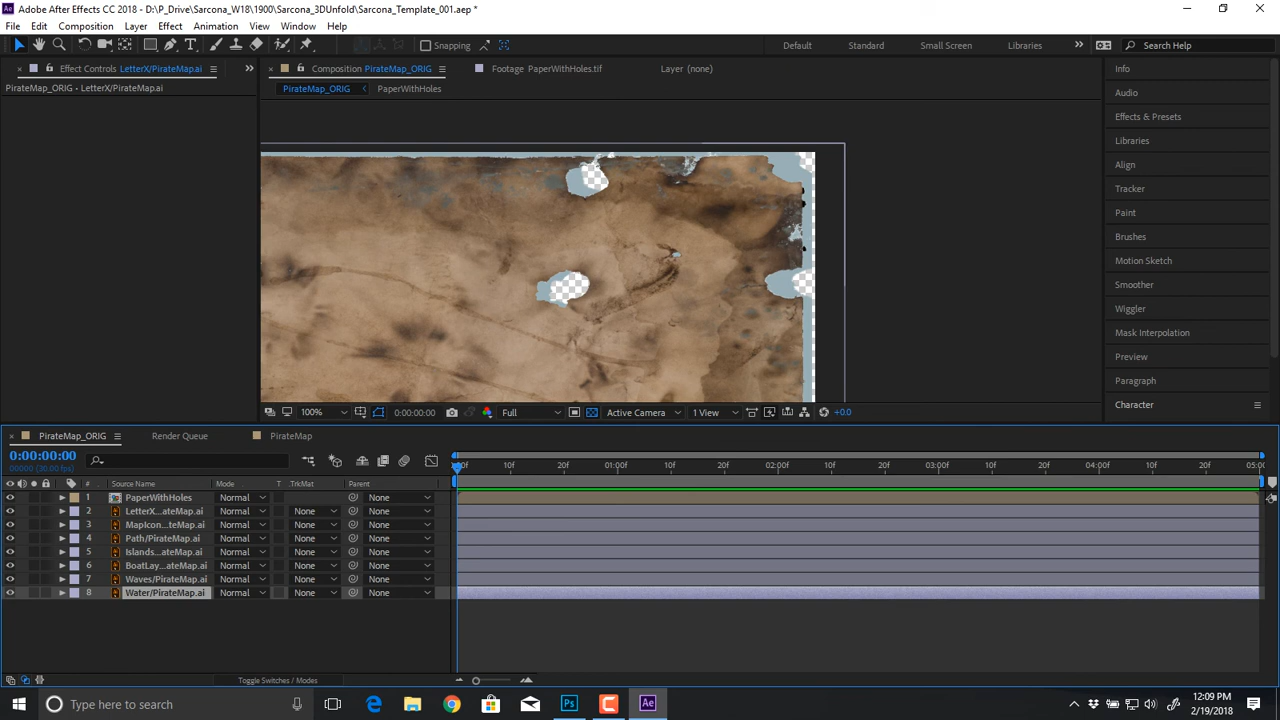 Adobe After Effects CC 2018 - D:\P_Drive\Sarcona_W18\1900\Sarcona_3DUnfold\Sarcona_Template_001.aep *
File Edit Composition Layer Effect Animation View Window Help
Snapping Default Standard Small Screen Libraries Search Help
Effect Controls LetterX/PirateMap.ai Composition PirateMap_ORIG Footage PaperWithHoles.tif Layer (none) Info
PirateMap_ORIG • LetterX/PirateMap.ai PirateMap_ORIG PaperWithHoles
Audio
Effects & Presets
Libraries
Align
Tracker
Paint
Brushes
Motion Sketch
Smoother
Wiggler
Mask Interpolation
Preview
Paragraph
Character
100% 0:00:00:00 Full Active Camera 1 View +0.0
PirateMap_ORIG Render Queue PirateMap
0:00:00:00
00000 (30.00 fps)
10f 20f 01:00f 10f 20f 02:00f 10f 20f 03:00f 10f 20f 04:00f 10f 20f 05:00
# Source Name Mode T TrkMat Parent
1 PaperWithHoles Normal None
2 LetterX...ateMap.ai Normal None None
3 MapIcon...teMap.ai Normal None None
4 Path/PirateMap.ai Normal None None
5 Islands...ateMap.ai Normal None None
6 BoatLay...ateMap.ai Normal None None
7 Waves/PirateMap.ai Normal None None
8 Water/PirateMap.ai Normal None None
Toggle Switches / Modes
Type here to search
12:09 PM
2/19/2018